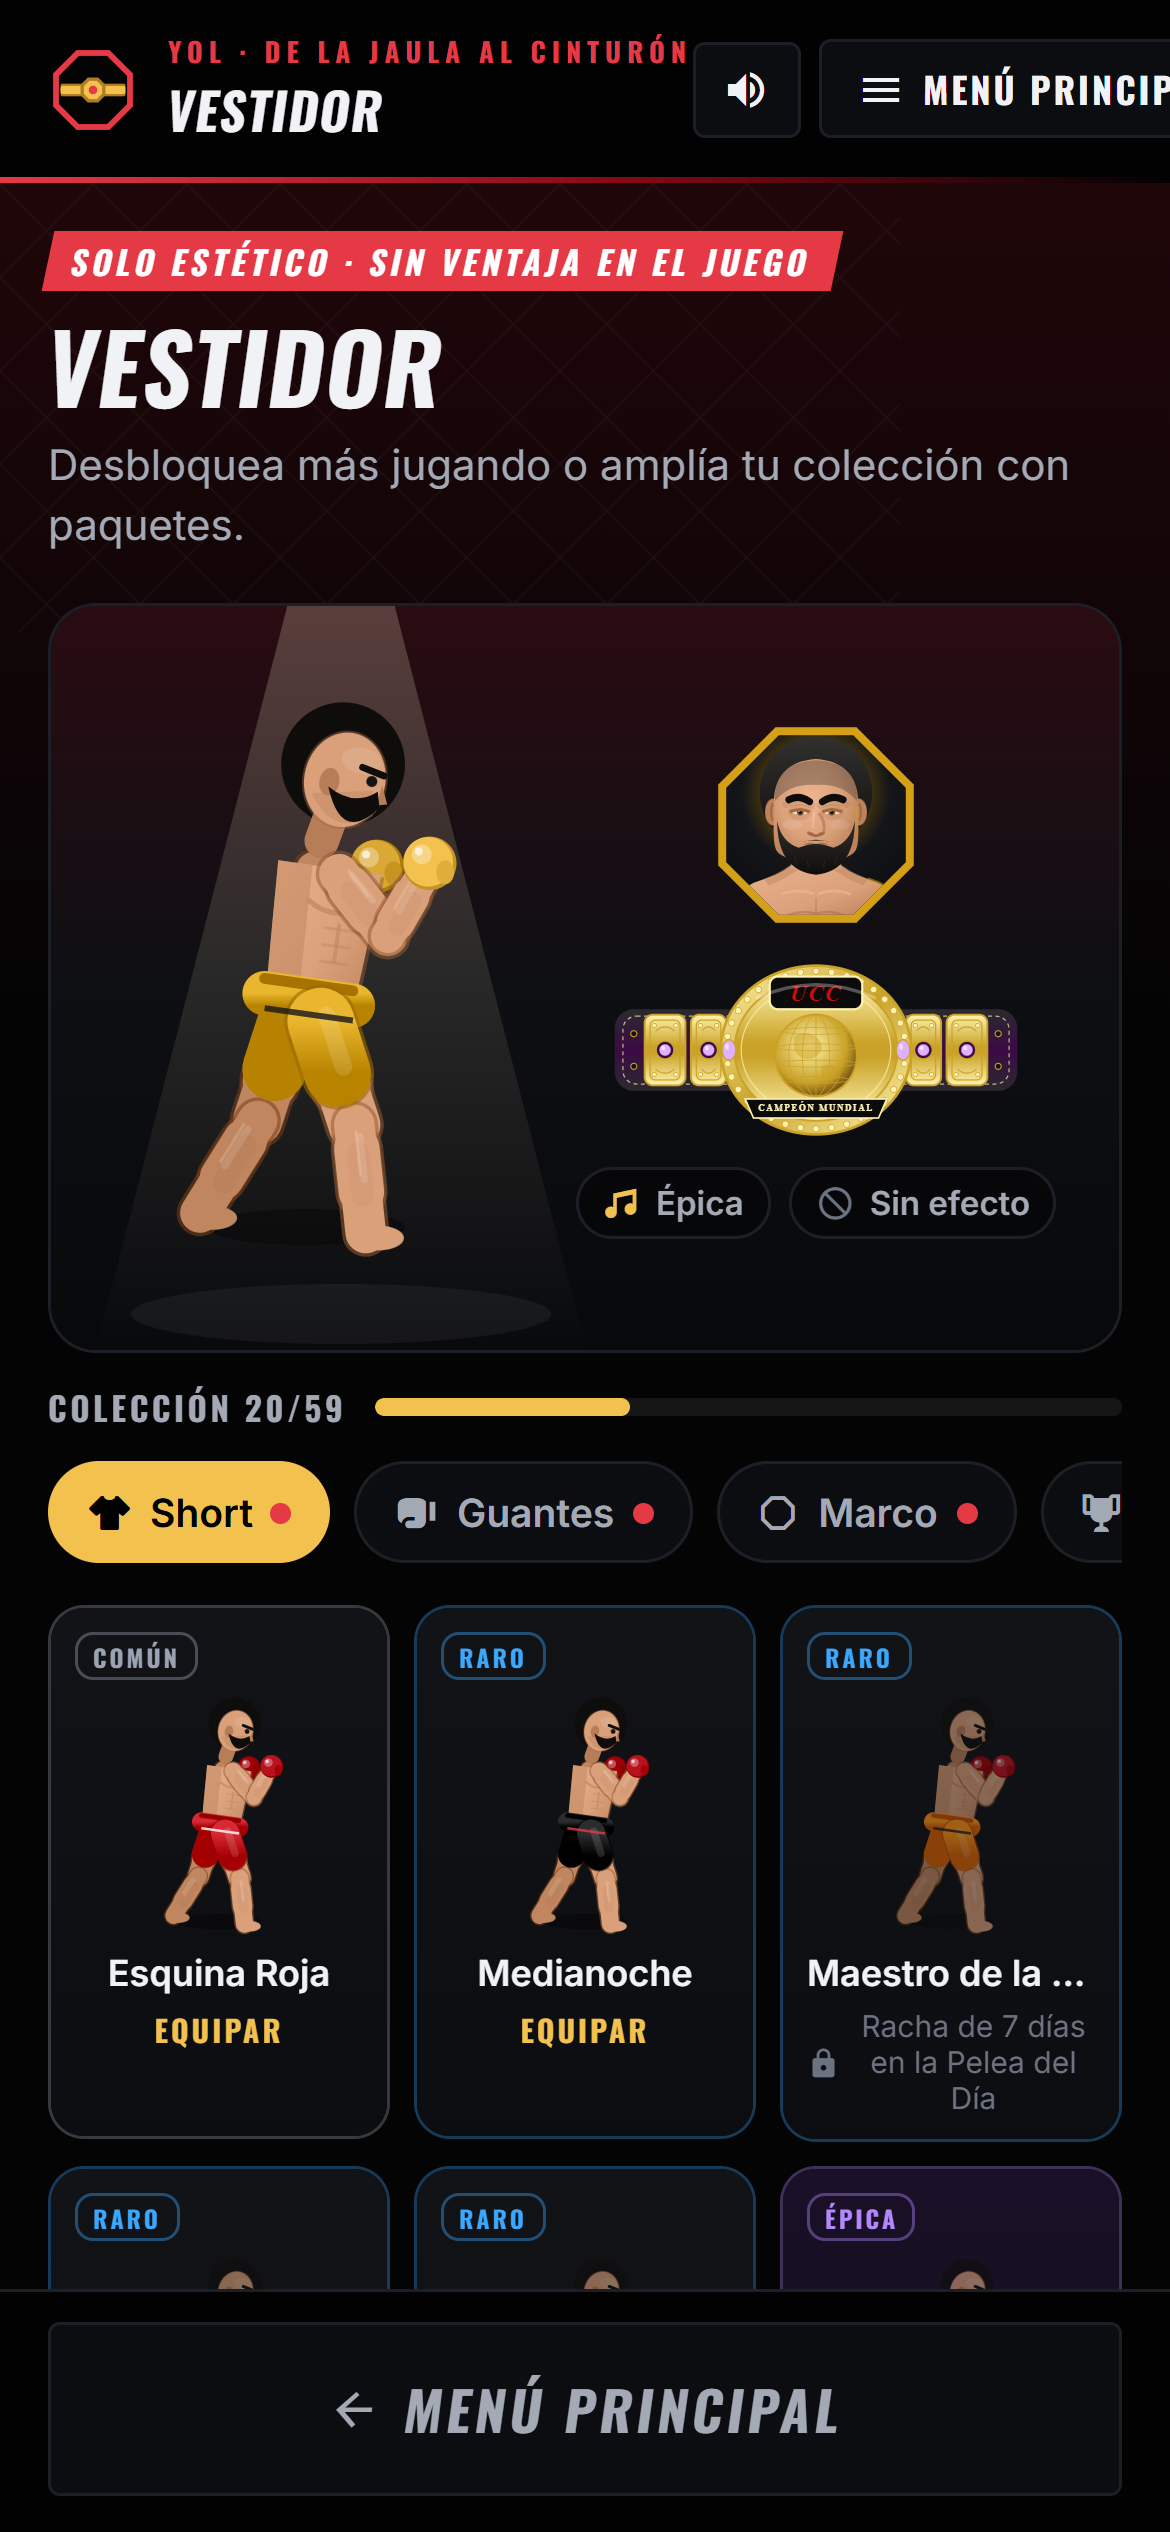 YOL · DE LA JAULA AL CINTURÓN
VESTIDOR
MENÚ PRINCIP
SOLO ESTÉTICO · SIN VENTAJA EN EL JUEGO
VESTIDOR
Desbloquea más jugando o amplía tu colección con
paquetes.
UCC
CAMPEÓN MUNDIAL
Épica
Sin efecto
COLECCIÓN 20/59
Short
Guantes
Marco
COMÚN
RARO
RARO
Esquina Roja
Medianoche
Maestro de la ...
EQUIPAR
EQUIPAR
Racha de 7 días
en la Pelea del
Día
RARO
RARO
ÉPICA
MENÚ PRINCIPAL